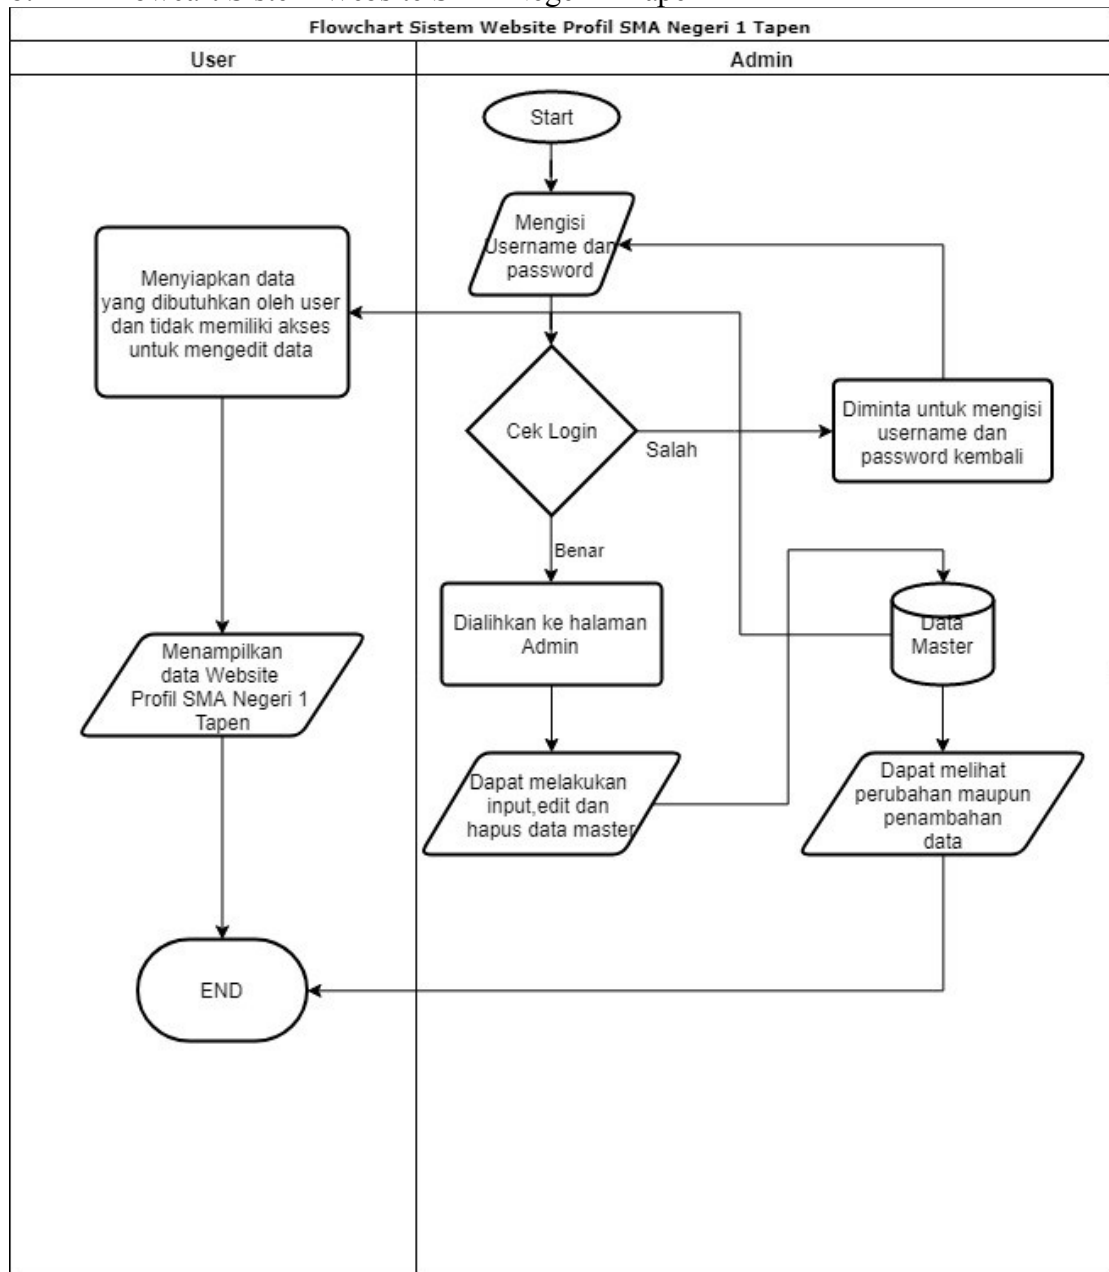 Flowchart Sistem Website Profil SMA Negeri 1 Tapen
User
Admin
Start
Mengisi
Username dan
password
Menyiapkan data
yang dibutuhkan oleh user
dan tidak memiliki akses
untuk mengedit data
Cek Login
Salah
Diminta untuk mengisi
username dan
password kembali
Benar
Dialihkan ke halaman
Admin
Data
Master
Menampilkan
data Website
Profil SMA Negeri 1
Tapen
Dapat melakukan
input,edit dan
hapus data master
Dapat melihat
perubahan maupun
penambahan
data
END